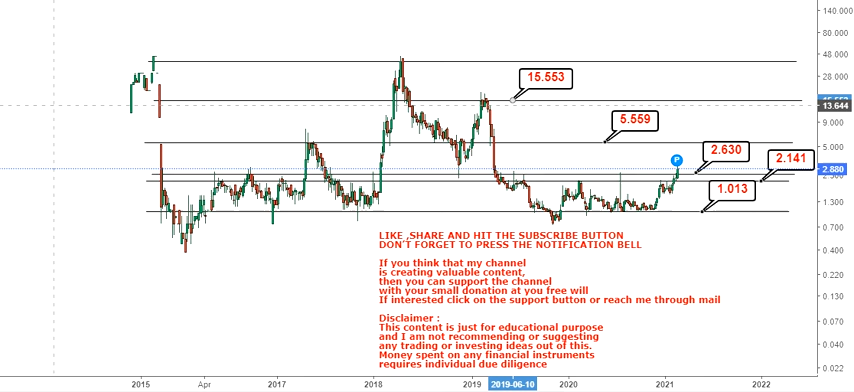 140.000
80.000
48.000
28.000
15.553
13.644
9.000
5.559
5.000
2.630
2.141
2.880
1.013
1.300
0.700
0.400
0.220
0.130
0.070
0.040
0.022
P
LIKE ,SHARE AND HIT THE SUBSCRIBE BUTTON
DON'T FORGET TO PRESS THE NOTIFICATION BELL
If you think that my channel
is creating valuable content,
then you can support the channel
with your small donation at you free will
If interested click on the support button or reach me through mail
Disclaimer :
This content is just for educational purpose
and I am not recommending or suggesting
any trading or investing ideas out of this.
Money spent on any financial instruments
requires individual due diligence
2015 Apr 2017 2018 2019 2019-06-10 2020 2021 2022